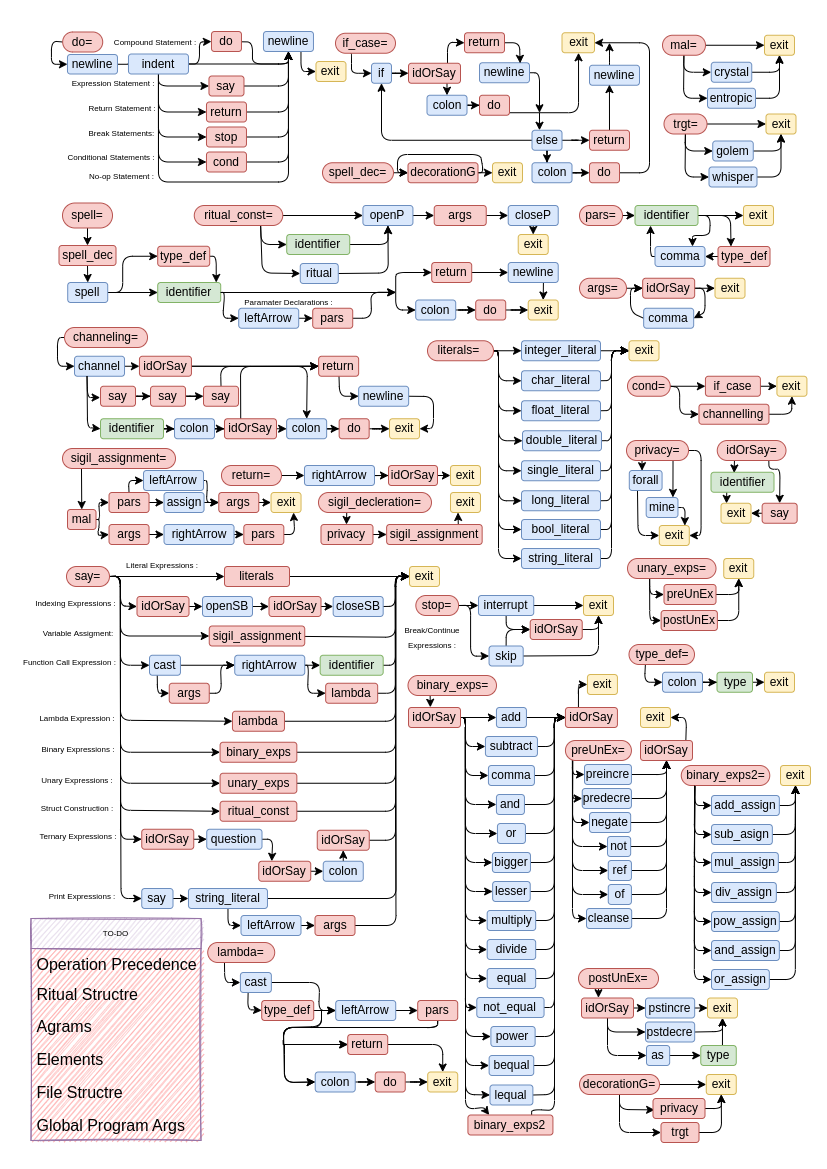 do=
Compound Statement :
do
newline
newline
indent
exit
Expression Statement :
say
Return Statement :
return
Break Statements:
stop
Conditional Statements :
cond
No-op Statement :
if_case=
return
exit
if
idOrSay
newline
newline
colon
do
else
return
spell_dec=
decorationG
exit
colon
do
mal=
exit
crystal
entropic
trgt=
exit
golem
whisper
spell=
spell_dec
type_def
spell
identifier
Paramater Declarations :
leftArrow
pars
return
newline
colon
do
exit
ritual_const=
openP
args
closeP
identifier
exit
ritual
pars=
identifier
exit
comma
type_def
args=
idOrSay
exit
comma
channeling=
channel
idOrSay
return
say
say
say
newline
identifier
colon
idOrSay
colon
do
exit
literals=
integer_literal
exit
char_literal
float_literal
double_literal
single_literal
long_literal
bool_literal
string_literal
cond=
if_case
exit
channelling
privacy=
forall
mine
exit
idOrSay=
identifier
exit
say
sigil_assignment=
leftArrow
mal
pars
assign
args
exit
args
rightArrow
pars
return=
rightArrow
idOrSay
exit
sigil_decleration=
exit
privacy
sigil_assignment
unary_exps=
exit
preUnEx
postUnEx
say=
Literal Expressions :
literals
exit
Indexing Expressions :
idOrSay
openSB
idOrSay
closeSB
Variable Assigment:
sigil_assignment
Function Call Expression :
cast
rightArrow
identifier
args
lambda
Lambda Expression :
lambda
Binary Expressions :
binary_exps
Unary Expressions :
unary_exps
Struct Construction :
ritual_const
Ternary Expressions :
idOrSay
question
idOrSay
idOrSay
colon
Print Expressions :
say
string_literal
leftArrow
args
stop=
interrupt
exit
Break/Continue
Expressions :
idOrSay
skip
type_def=
colon
type
exit
binary_exps=
exit
idOrSay
add
idOrSay
subtract
comma
and
or
bigger
lesser
multiply
divide
equal
not_equal
power
bequal
lequal
binary_exps2
exit
preUnEx=
idOrSay
preincre
predecre
negate
not
ref
of
cleanse
binary_exps2=
exit
add_assign
sub_asign
mul_assign
div_assign
pow_assign
and_assign
or_assign
TO-DO
Operation Precedence
Ritual Structre
Agrams
Elements
File Structre
Global Program Args
lambda=
cast
type_def
leftArrow
pars
return
colon
do
exit
postUnEx=
idOrSay
pstincre
exit
pstdecre
as
type
decorationG=
exit
privacy
trgt